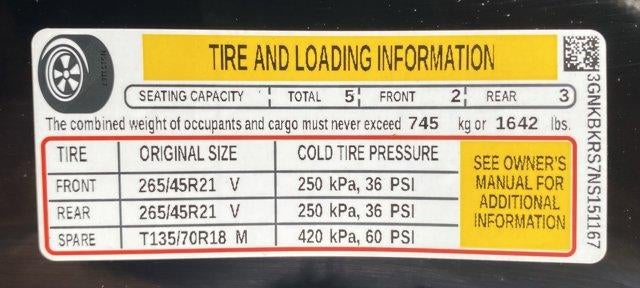 TIRE AND LOADING INFORMATION
SEATING CAPACITY TOTAL 5 FRONT 2 REAR 3
The combined weight of occupants and cargo must never exceed 745 kg or 1642 lbs.
TIRE ORIGINAL SIZE COLD TIRE PRESSURE
FRONT 265/45R21 V 250 kPa, 36 PSI
REAR 265/45R21 V 250 kPa, 36 PSI
SPARE T135/70R18 M 420 kPa, 60 PSI
SEE OWNER'S
MANUAL FOR
ADDITIONAL
INFORMATION
3GNKBKRS7NS151167